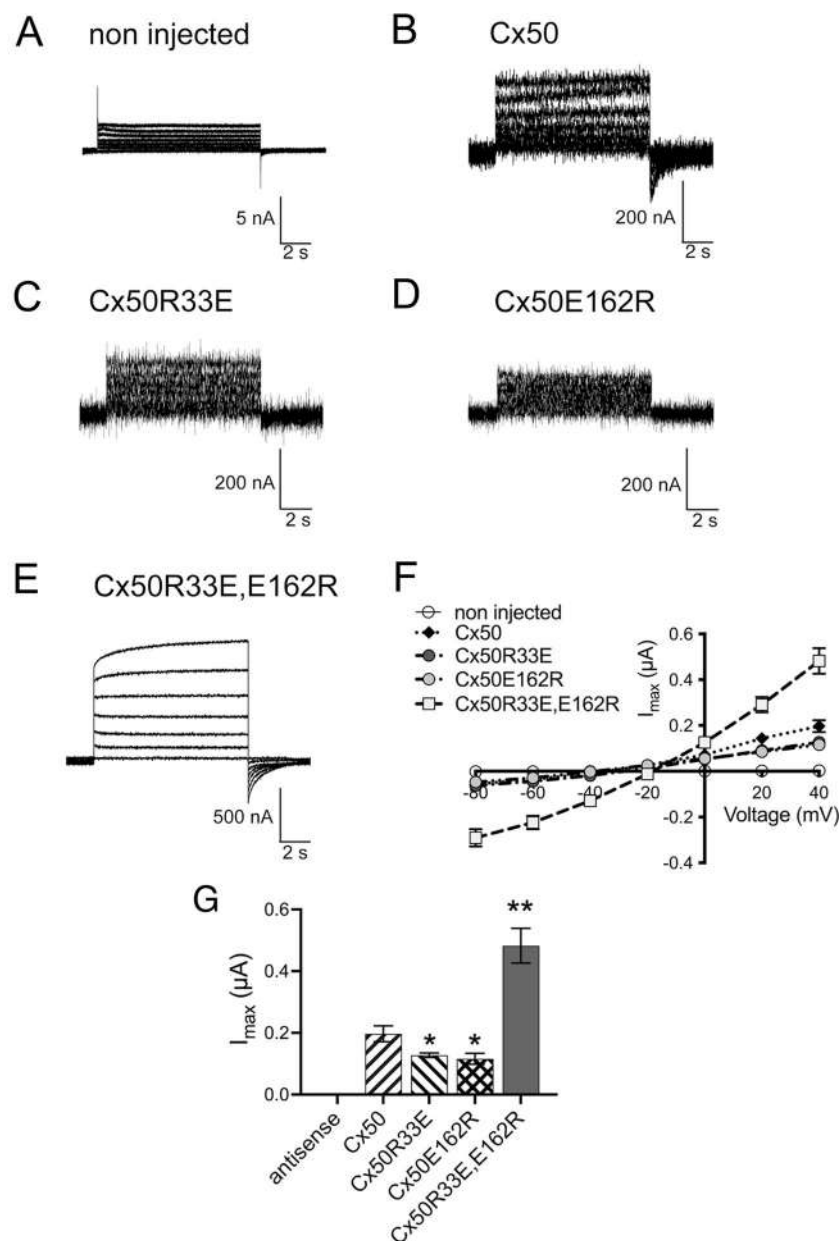 A
non injected
5 nA
2 s
B
Cx50
200 nA
2 s
C
Cx50R33E
200 nA
2 s
D
Cx50E162R
200 nA
2 s
E
Cx50R33E,E162R
500 nA
2 s
F
non injected
Cx50
Cx50R33E
Cx50E162R
Cx50R33E,E162R
Imax (µA)
0.6
0.4
0.2
-80 -60 -40 -20 20 40
Voltage (mV)
-0.2
-0.4
G
Imax (µA)
0.6
0.4
0.2
0.0
* * **
antisense
Cx50
Cx50R33E
Cx50E162R
Cx50R33E,E162R